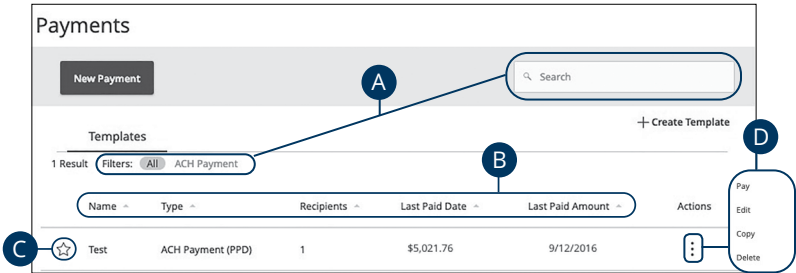 Payments
New Payment
Search
A
Create Template
Templates
D
1 Result Filters: All ACH Payment
B
Pay
Edit
Copy
Delete
Name Type Recipients Last Paid Date Last Paid Amount Actions
C
Test ACH Payment (PPD) 1 $5,021.76 9/12/2016